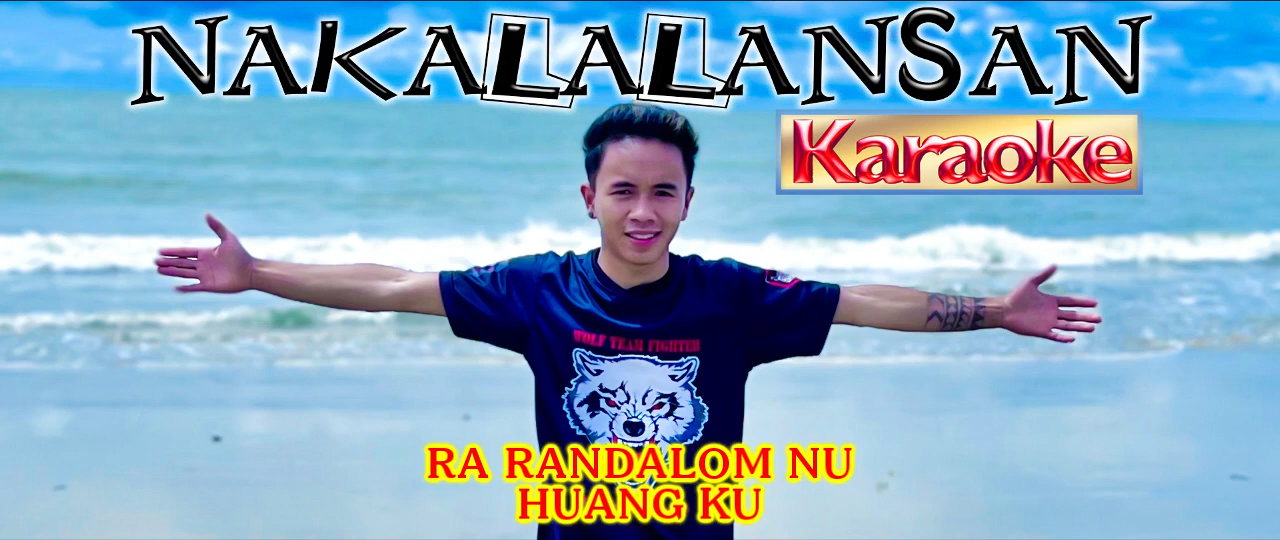 NAKALALANSAN
Karaoke
WOLF TEAM FIGHTER
RA RANDALOM NU
HUANG KU